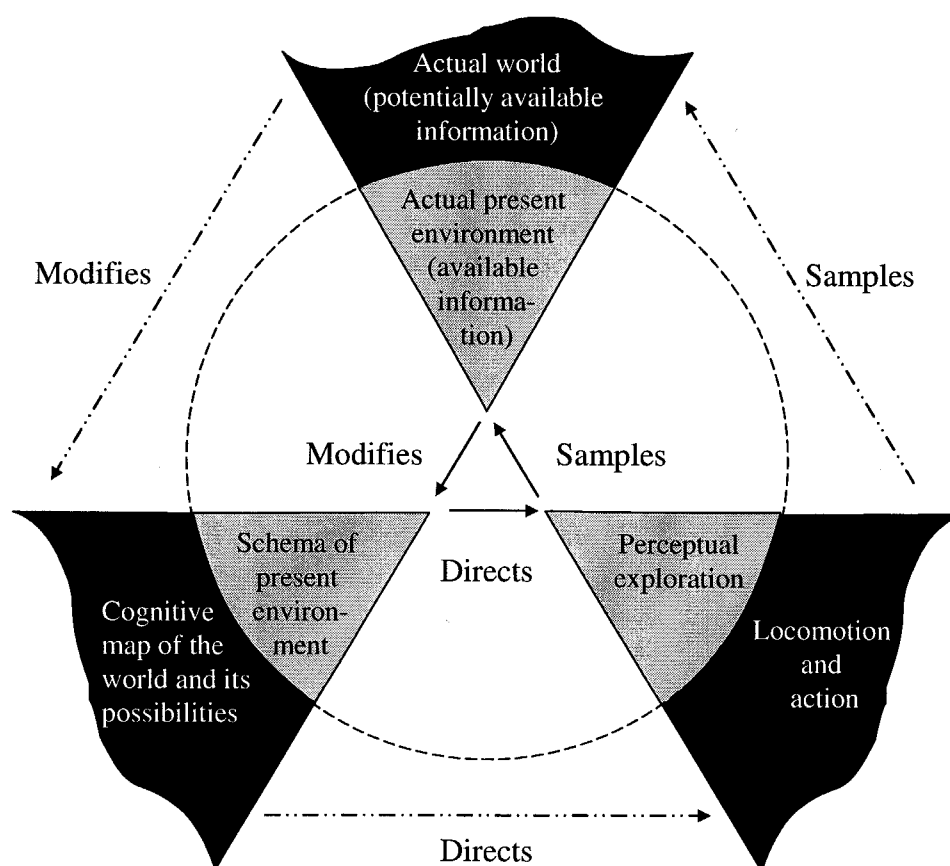 Actual world
(potentially available
information)
Actual present
environment
(available
informa-
tion)
Modifies
Samples
Modifies
Samples
Directs
Schema of
present
environ-
ment
Perceptual
exploration
Cognitive
map of the
world and its
possibilities
Locomotion
and
action
Directs